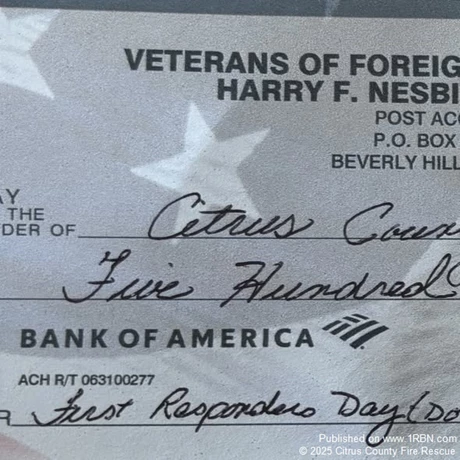 VETERANS OF FOREIG
HARRY F. NESBI
POST ACC
P.O. BOX
BEVERLY HILL
AY
THE
DER OF Citrus Coun
Five Hundred
BANK OF AMERICA
ACH R/T 063100277
R First Responders Day (Do
Published on www.1RBN.com
© 2025 Citrus County Fire Rescue